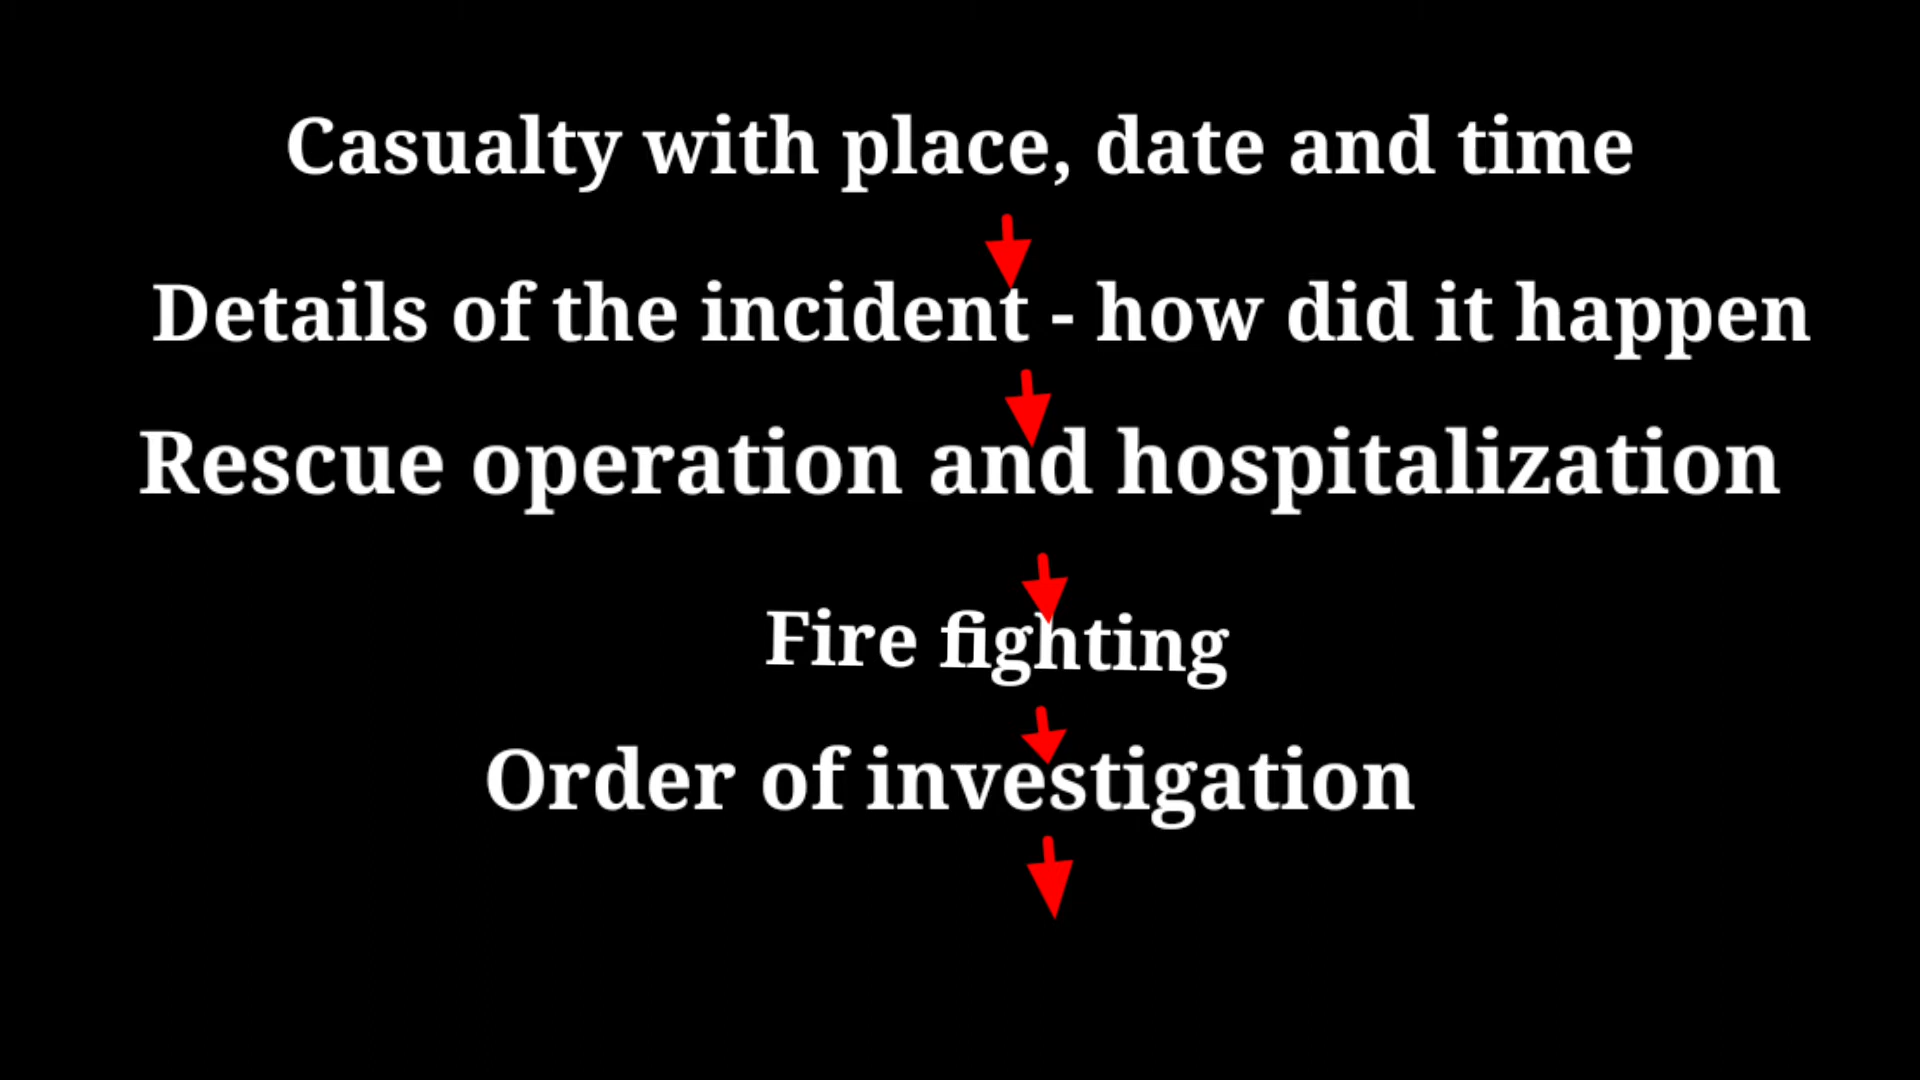 Casualty with place, date and time
Details of the incident - how did it happen
Rescue operation and hospitalization
Fire fighting
Order of investigation